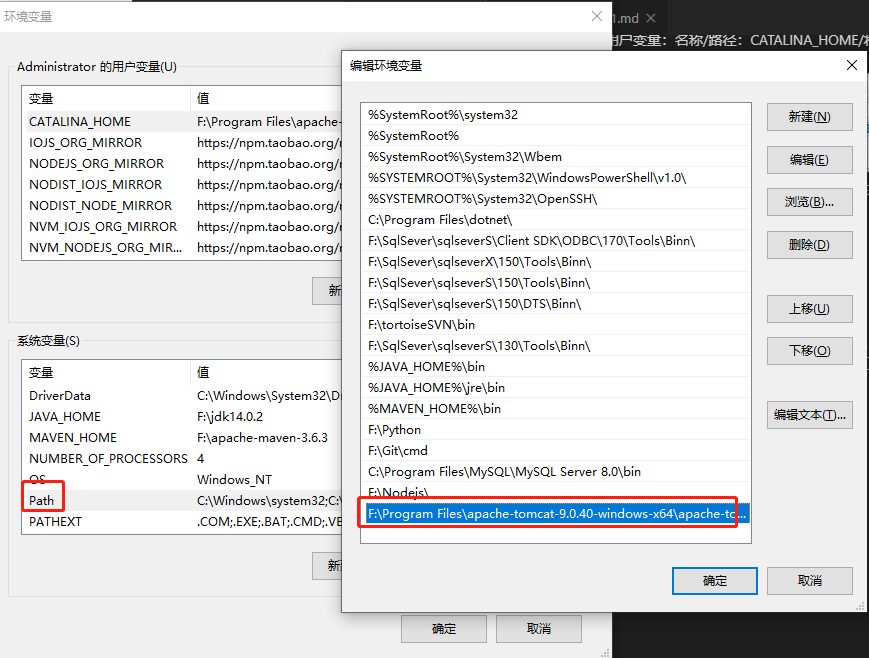 环境变量
1.md
用户变量：名称/路径：CATALINA_HOME/
Administrator 的用户变量(U)
变量 值
CATALINA_HOME F:\Program Files\apache-
IOJS_ORG_MIRROR https://npm.taobao.org/
NODEJS_ORG_MIRROR https://npm.taobao.org/
NODIST_IOJS_MIRROR https://npm.taobao.org/
NODIST_NODE_MIRROR https://npm.taobao.org/
NVM_IOJS_ORG_MIRROR https://npm.taobao.org/
NVM_NODEJS_ORG_MIR... https://npm.taobao.org/
新
系统变量(S)
变量 值
DriverData C:\Windows\System32\D
JAVA_HOME F:\jdk14.0.2
MAVEN_HOME F:\apache-maven-3.6.3
NUMBER_OF_PROCESSORS 4
OS Windows_NT
Path C:\Windows\system32;C:\
PATHEXT .COM;.EXE;.BAT;.CMD;.VB
新
确定
取消
编辑环境变量
%SystemRoot%\system32
%SystemRoot%
%SystemRoot%\System32\Wbem
%SYSTEMROOT%\System32\WindowsPowerShell\v1.0\
%SYSTEMROOT%\System32\OpenSSH\
C:\Program Files\dotnet\
F:\SqlSever\sqlseverS\Client SDK\ODBC\170\Tools\Binn\
F:\SqlSever\sqlseverX\150\Tools\Binn\
F:\SqlSever\sqlseverS\150\Tools\Binn\
F:\SqlSever\sqlseverS\150\DTS\Binn\
F:\tortoiseSVN\bin
F:\SqlSever\sqlseverS\130\Tools\Binn\
%JAVA_HOME%\bin
%JAVA_HOME%\jre\bin
%MAVEN_HOME%\bin
F:\Python
F:\Git\cmd
C:\Program Files\MySQL\MySQL Server 8.0\bin
F:\Nodejs\
F:\Program Files\apache-tomcat-9.0.40-windows-x64\apache-to...
新建(N)
编辑(E)
浏览(B)...
删除(D)
上移(U)
下移(O)
编辑文本(T)...
确定
取消